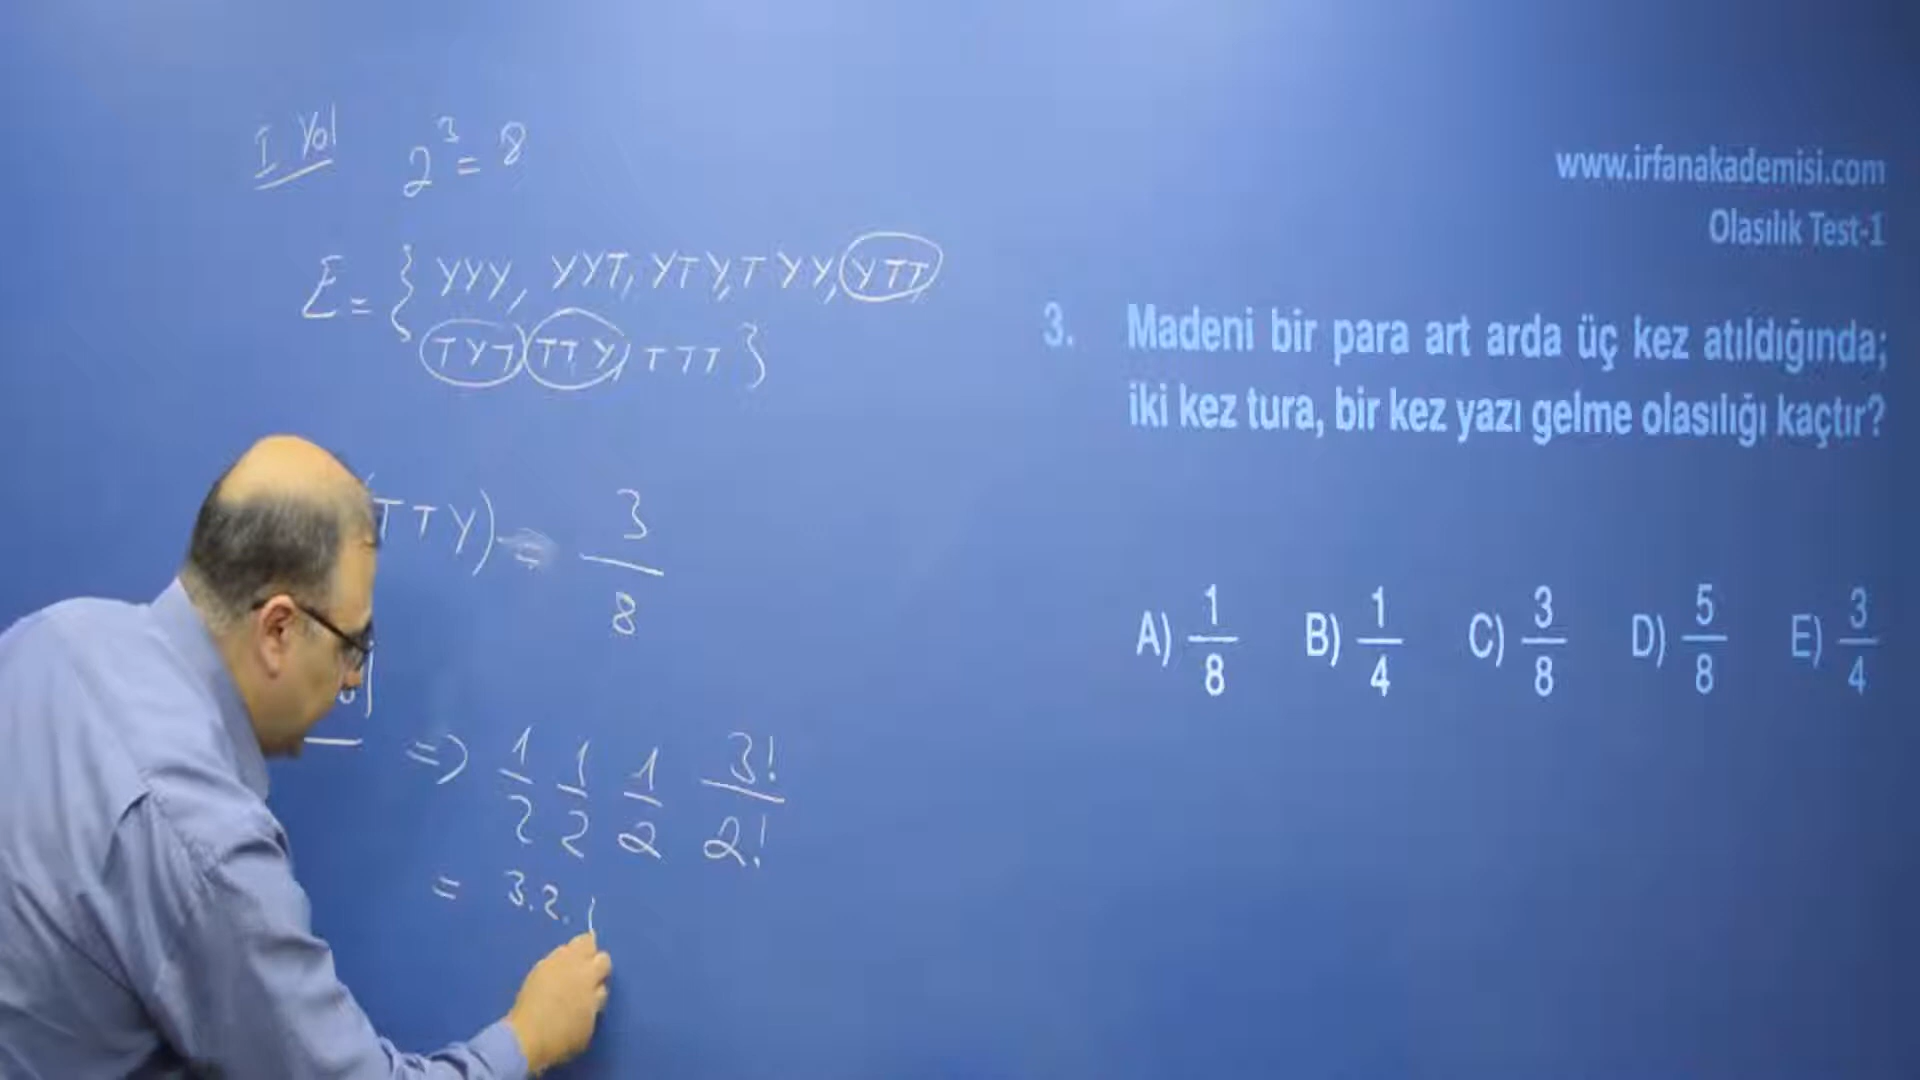 I Yol 2³ = 8
E = { YYY, YYT, YTY, TYY, YTT,
TYT, TTY, TTT }
(TTY) = 3/8
=> 1/2 1/2 1/2 3!/2!
= 3.2.1
www.irfanakademisi.com
Olasılık Test-1
3. Madeni bir para art arda üç kez atıldığında;
iki kez tura, bir kez yazı gelme olasılığı kaçtır?
A) 1/8 B) 1/4 C) 3/8 D) 5/8 E) 3/4